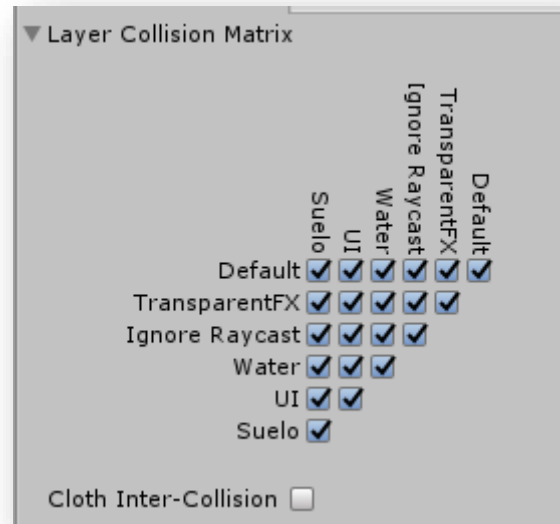 Layer Collision Matrix
Suelo
UI
Water
Ignore Raycast
TransparentFX
Default
Default
TransparentFX
Ignore Raycast
Water
UI
Suelo
Cloth Inter-Collision